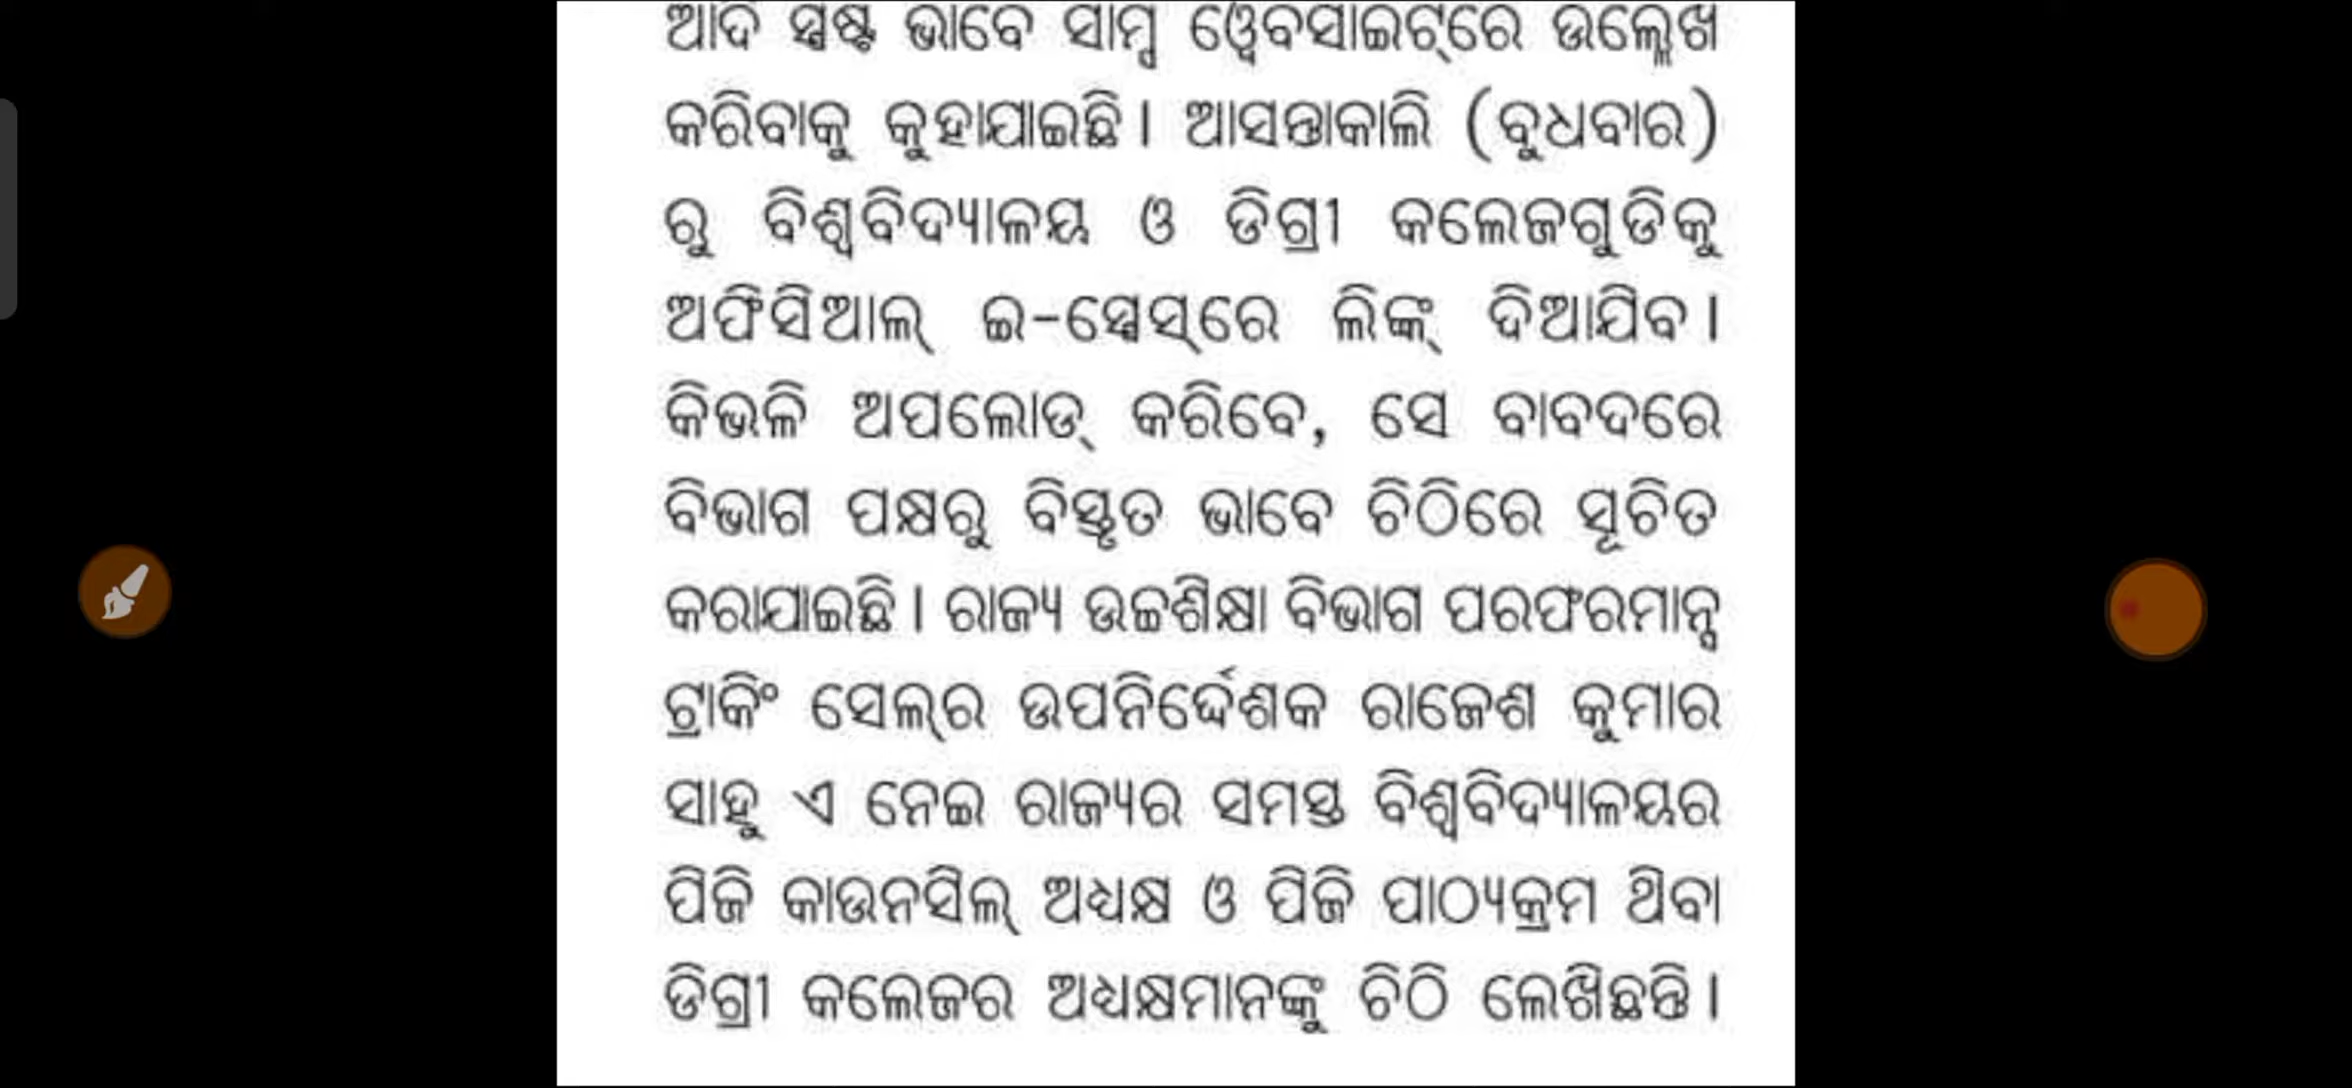 ଆଦି ସ୍ପଷ୍ଟ ଭାବେ ସାମ୍ସ ୱେବସାଇଟ୍‌ରେ ଉଲ୍ଲେଖ
କରିବାକୁ କୁହାଯାଇଛି । ଆସନ୍ତାକାଲି (ବୁଧବାର)
ରୁ ବିଶ୍ୱବିଦ୍ୟାଳୟ ଓ ଡିଗ୍ରୀ କଲେଜଗୁଡିକୁ
ଅଫିସିଆଲ୍ ଇ-ସ୍ପେସ୍‌ରେ ଲିଙ୍କ୍ ଦିଆଯିବ ।
କିଭଳି ଅପଲୋଡ୍ କରିବେ, ସେ ବାବଦରେ
ବିଭାଗ ପକ୍ଷରୁ ବିସ୍ତୃତ ଭାବେ ଚିଠିରେ ସୂଚିତ
କରାଯାଇଛି । ରାଜ୍ୟ ଉଚ୍ଚଶିକ୍ଷା ବିଭାଗ ପରଫରମାନ୍ସ
ଟ୍ରାକିଂ ସେଲ୍‌ର ଉପନିର୍ଦ୍ଦେଶକ ରାଜେଶ କୁମାର
ସାହୁ ଏ ନେଇ ରାଜ୍ୟର ସମସ୍ତ ବିଶ୍ୱବିଦ୍ୟାଳୟର
ପିଜି କାଉନସିଲ୍ ଅଧ୍ୟକ୍ଷ ଓ ପିଜି ପାଠ୍ୟକ୍ରମ ଥିବା
ଡିଗ୍ରୀ କଲେଜର ଅଧ୍ୟକ୍ଷମାନଙ୍କୁ ଚିଠି ଲେଖିଛନ୍ତି ।